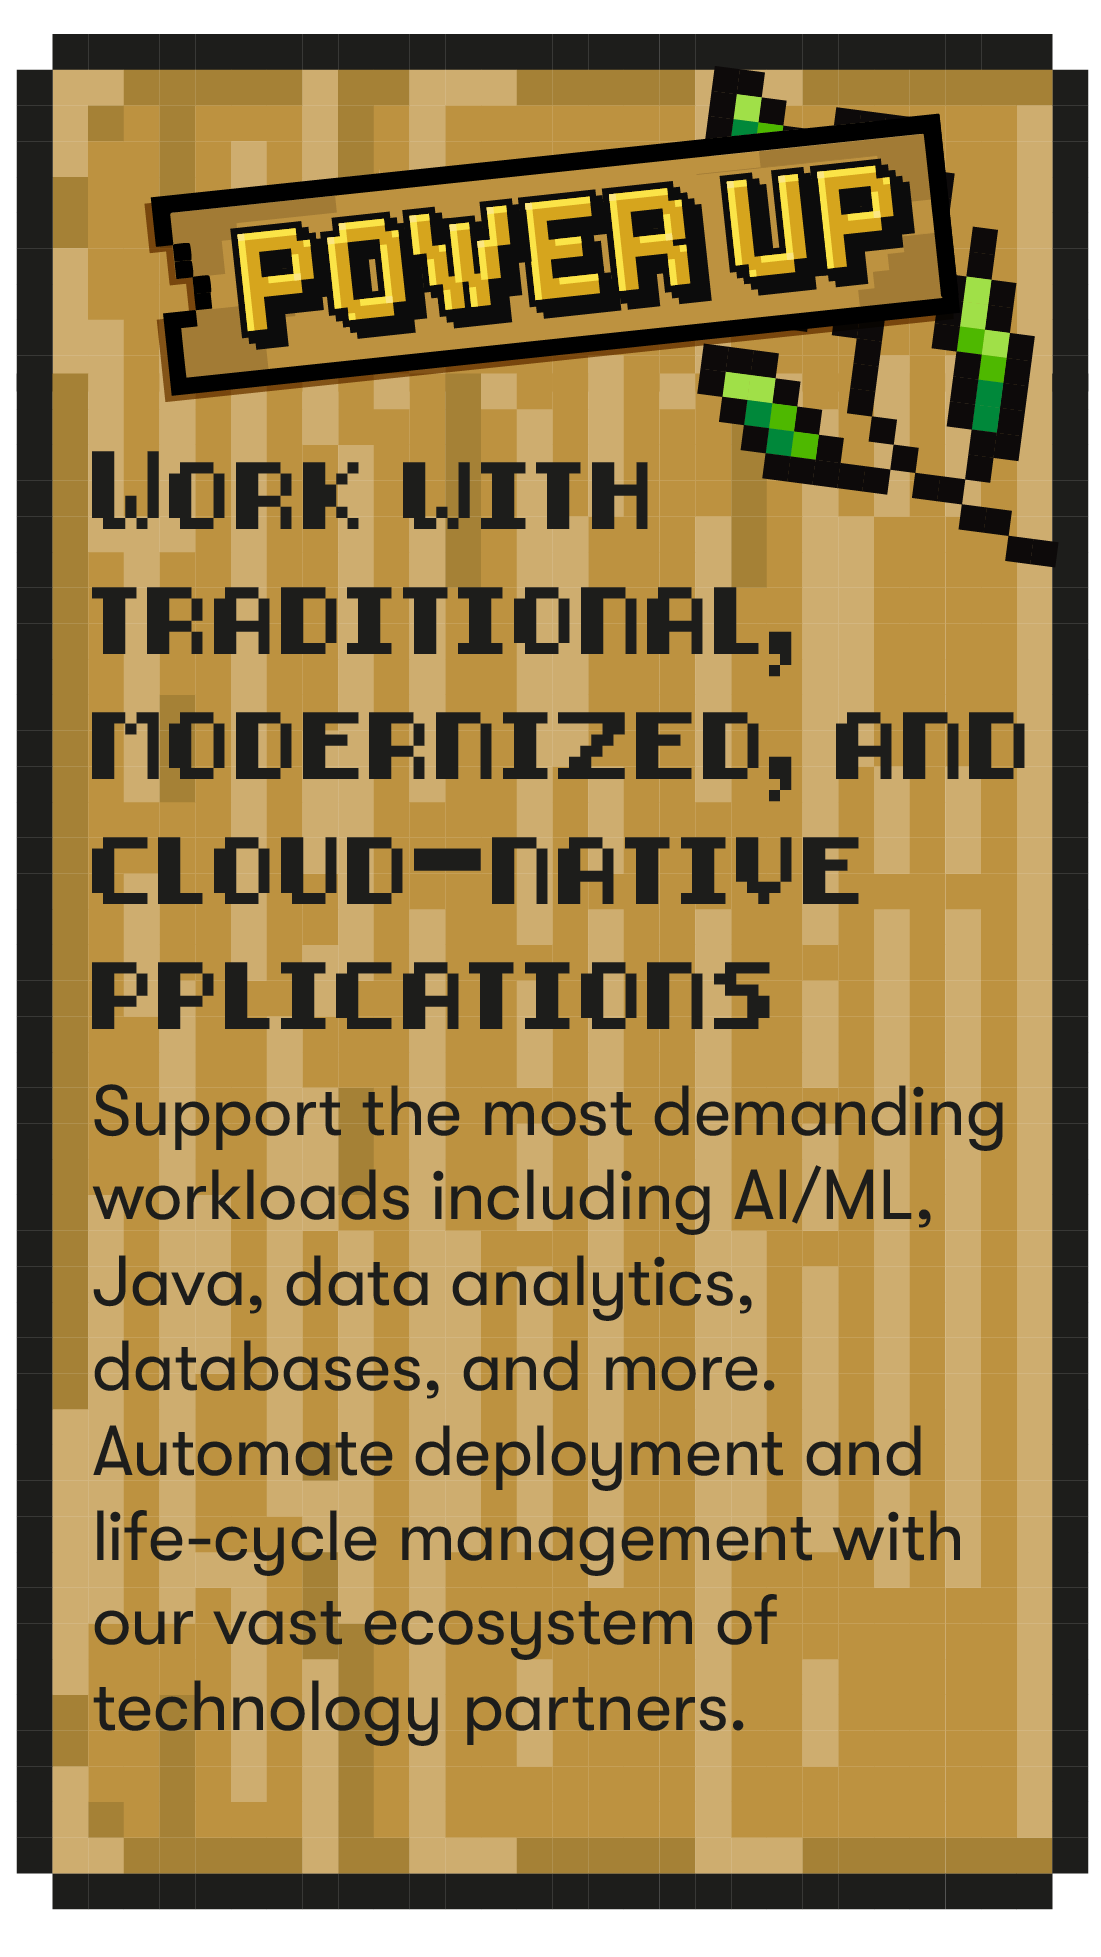 POWER UP
WORK WITH
TRADITIONAL,
MODERNIZED, AND
CLOUD-NATIVE
PPLICATIONS
Support the most demanding
workloads including AI/ML,
Java, data analytics,
databases, and more.
Automate deployment and
life-cycle management with
our vast ecosystem of
technology partners.